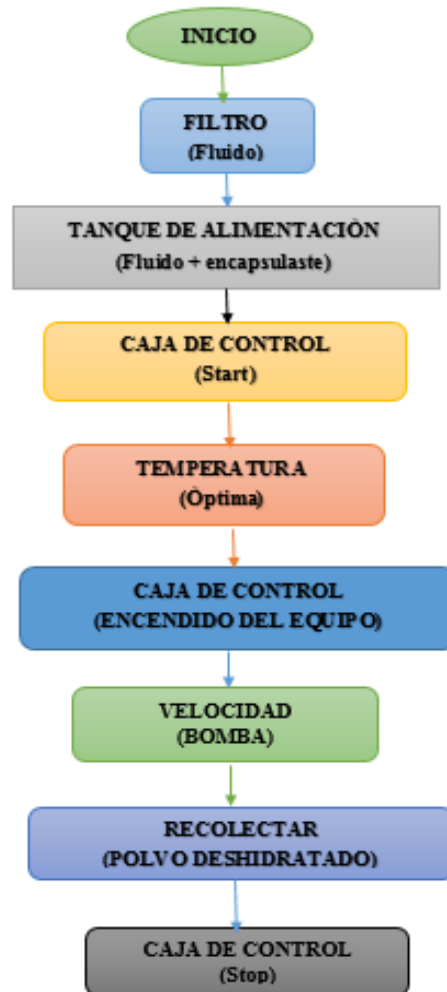 INICIO
FILTRO
(Fluido)
TANQUE DE ALIMENTACIÒN
(Fluido + encapsulaste)
CAJA DE CONTROL
(Start)
TEMPERATURA
(Òptima)
CAJA DE CONTROL
(ENCENDIDO DEL EQUIPO)
VELOCIDAD
(BOMBA)
RECOLECTAR
(POLVO DESHIDRATADO)
CAJA DE CONTROL
(Stop)